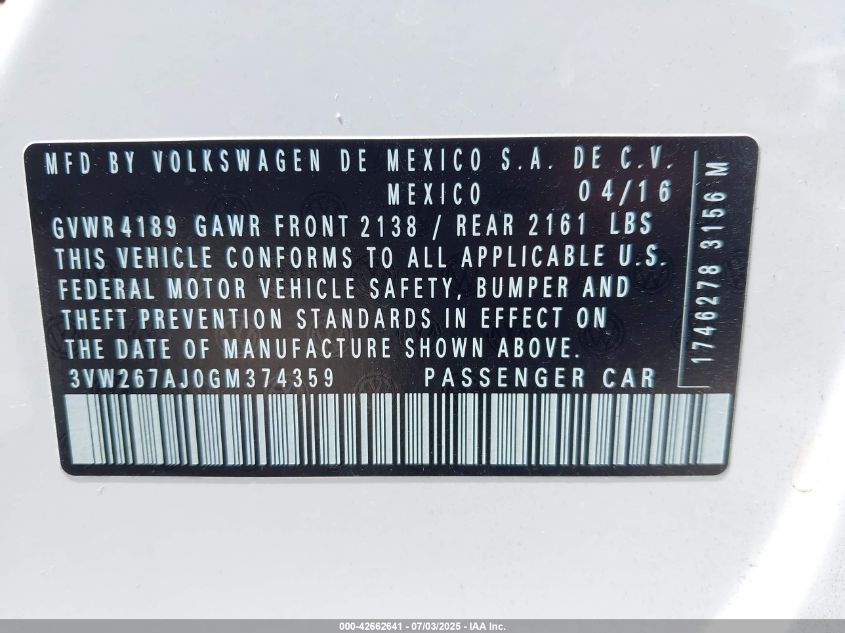 MFD BY VOLKSWAGEN DE MEXICO S.A. DE C.V.
MEXICO 04/16
GVWR 4189 GAWR FRONT 2138 / REAR 2161 LBS
THIS VEHICLE CONFORMS TO ALL APPLICABLE U.S.
FEDERAL MOTOR VEHICLE SAFETY, BUMPER AND
THEFT PREVENTION STANDARDS IN EFFECT ON
THE DATE OF MANUFACTURE SHOWN ABOVE.
3VW267AJ0GM374359 PASSENGER CAR
1746278 3156 M
000-42662641 - 07/03/2025 - IAA Inc.